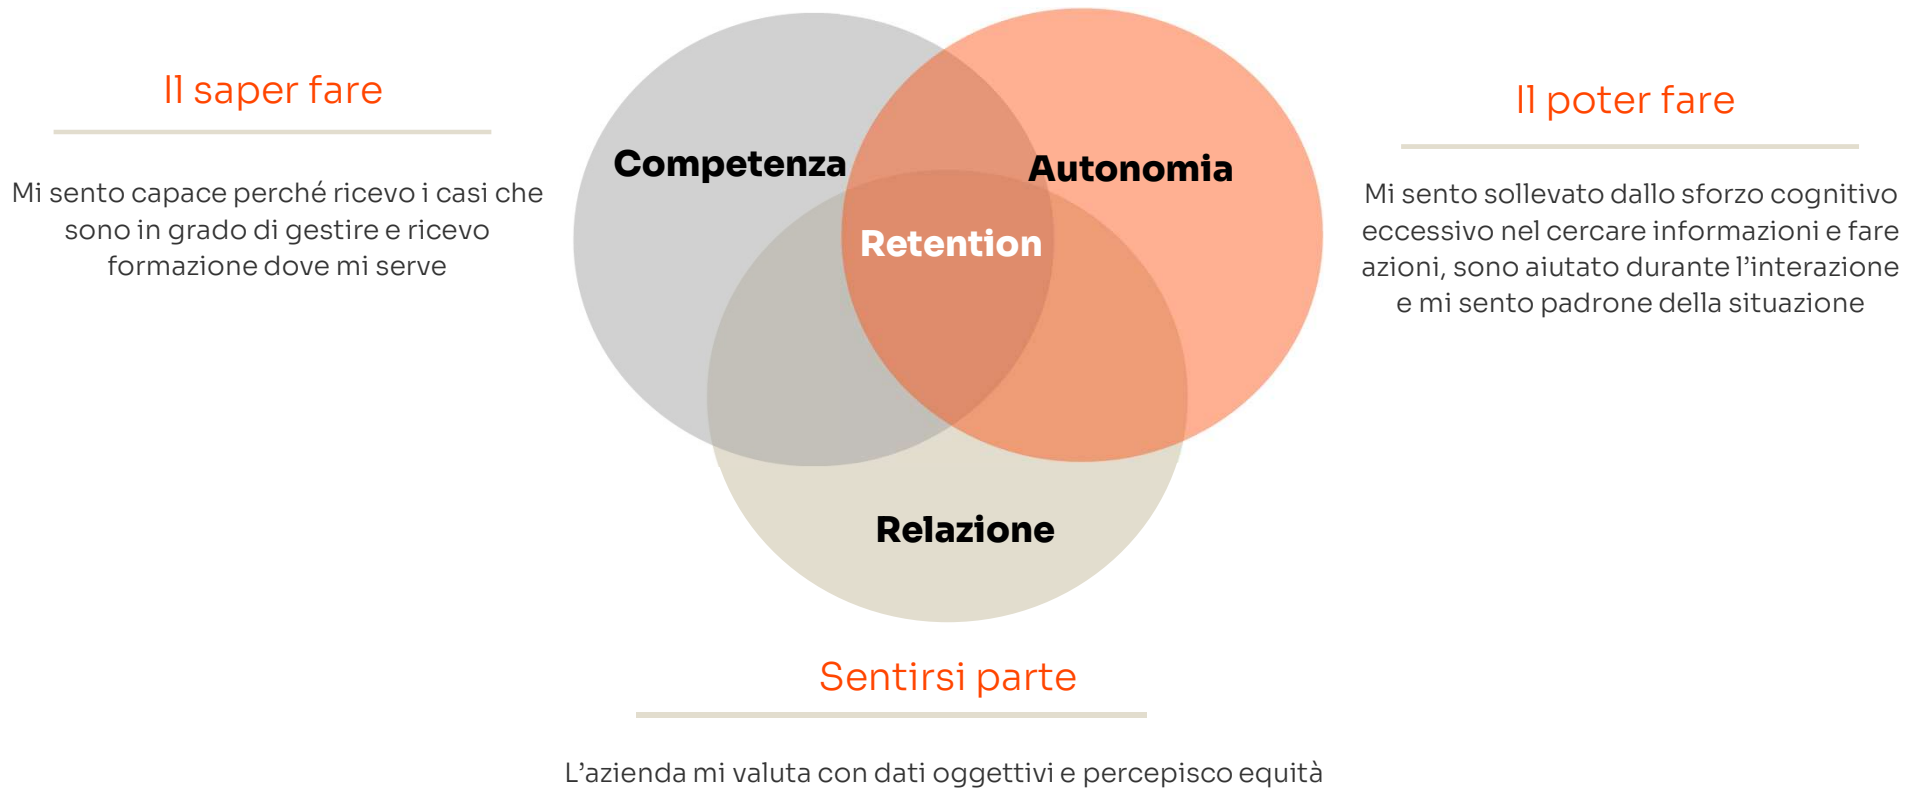 Il saper fare
Mi sento capace perché ricevo i casi che
sono in grado di gestire e ricevo
formazione dove mi serve
Competenza
Autonomia
Retention
Relazione
Il poter fare
Mi sento sollevato dallo sforzo cognitivo
eccessivo nel cercare informazioni e fare
azioni, sono aiutato durante l’interazione
e mi sento padrone della situazione
Sentirsi parte
L’azienda mi valuta con dati oggettivi e percepisco equità